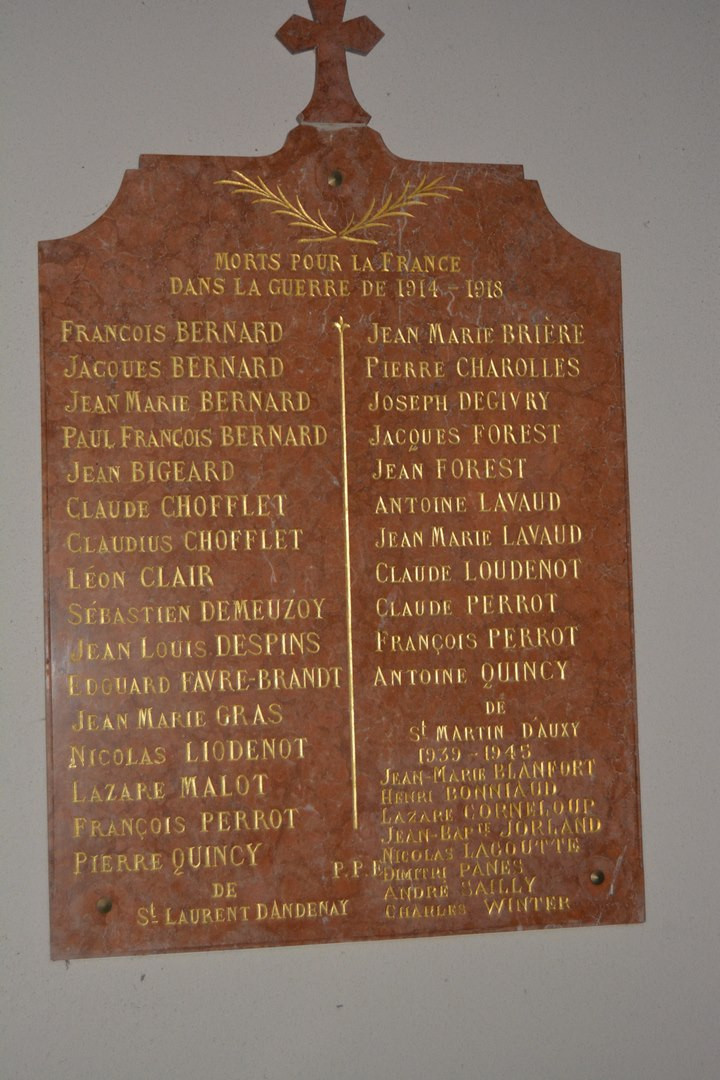 MORTS POUR LA FRANCE
DANS LA GUERRE DE 1914 - 1918
FRANCOIS BERNARD
JACQUES BERNARD
JEAN MARIE BERNARD
PAUL FRANÇOIS BERNARD
JEAN BIGEARD
CLAUDE CHOFFLET
CLAUDIUS CHOFFLET
LÉON CLAIR
SÉBASTIEN DEMEUZOY
JEAN LOUIS DESPINS
EDOUARD FAVRE-BRANDT
JEAN MARIE GRAS
NICOLAS LIODENOT
LAZARE MALOT
FRANÇOIS PERROT
PIERRE QUINCY
DE
St LAURENT D'ANDENAY
JEAN MARIE BRIÈRE
PIERRE CHAROLLES
JOSEPH DEGIVRY
JACQUES FOREST
JEAN FOREST
ANTOINE LAVAUD
JEAN MARIE LAVAUD
CLAUDE LOUDENOT
CLAUDE PERROT
FRANÇOIS PERROT
ANTOINE QUINCY
DE
St MARTIN D'AUXY
1939 - 1945
JEAN-MARIE BLANFORT
HENRI BONNIAUD
LAZARE CORNELOUP
JEAN-BAPte JORLAND
NICOLAS LAGOUTTE
P.P.E DIMITRI PANES
ANDRÉ SAILLY
CHARLES WINTER